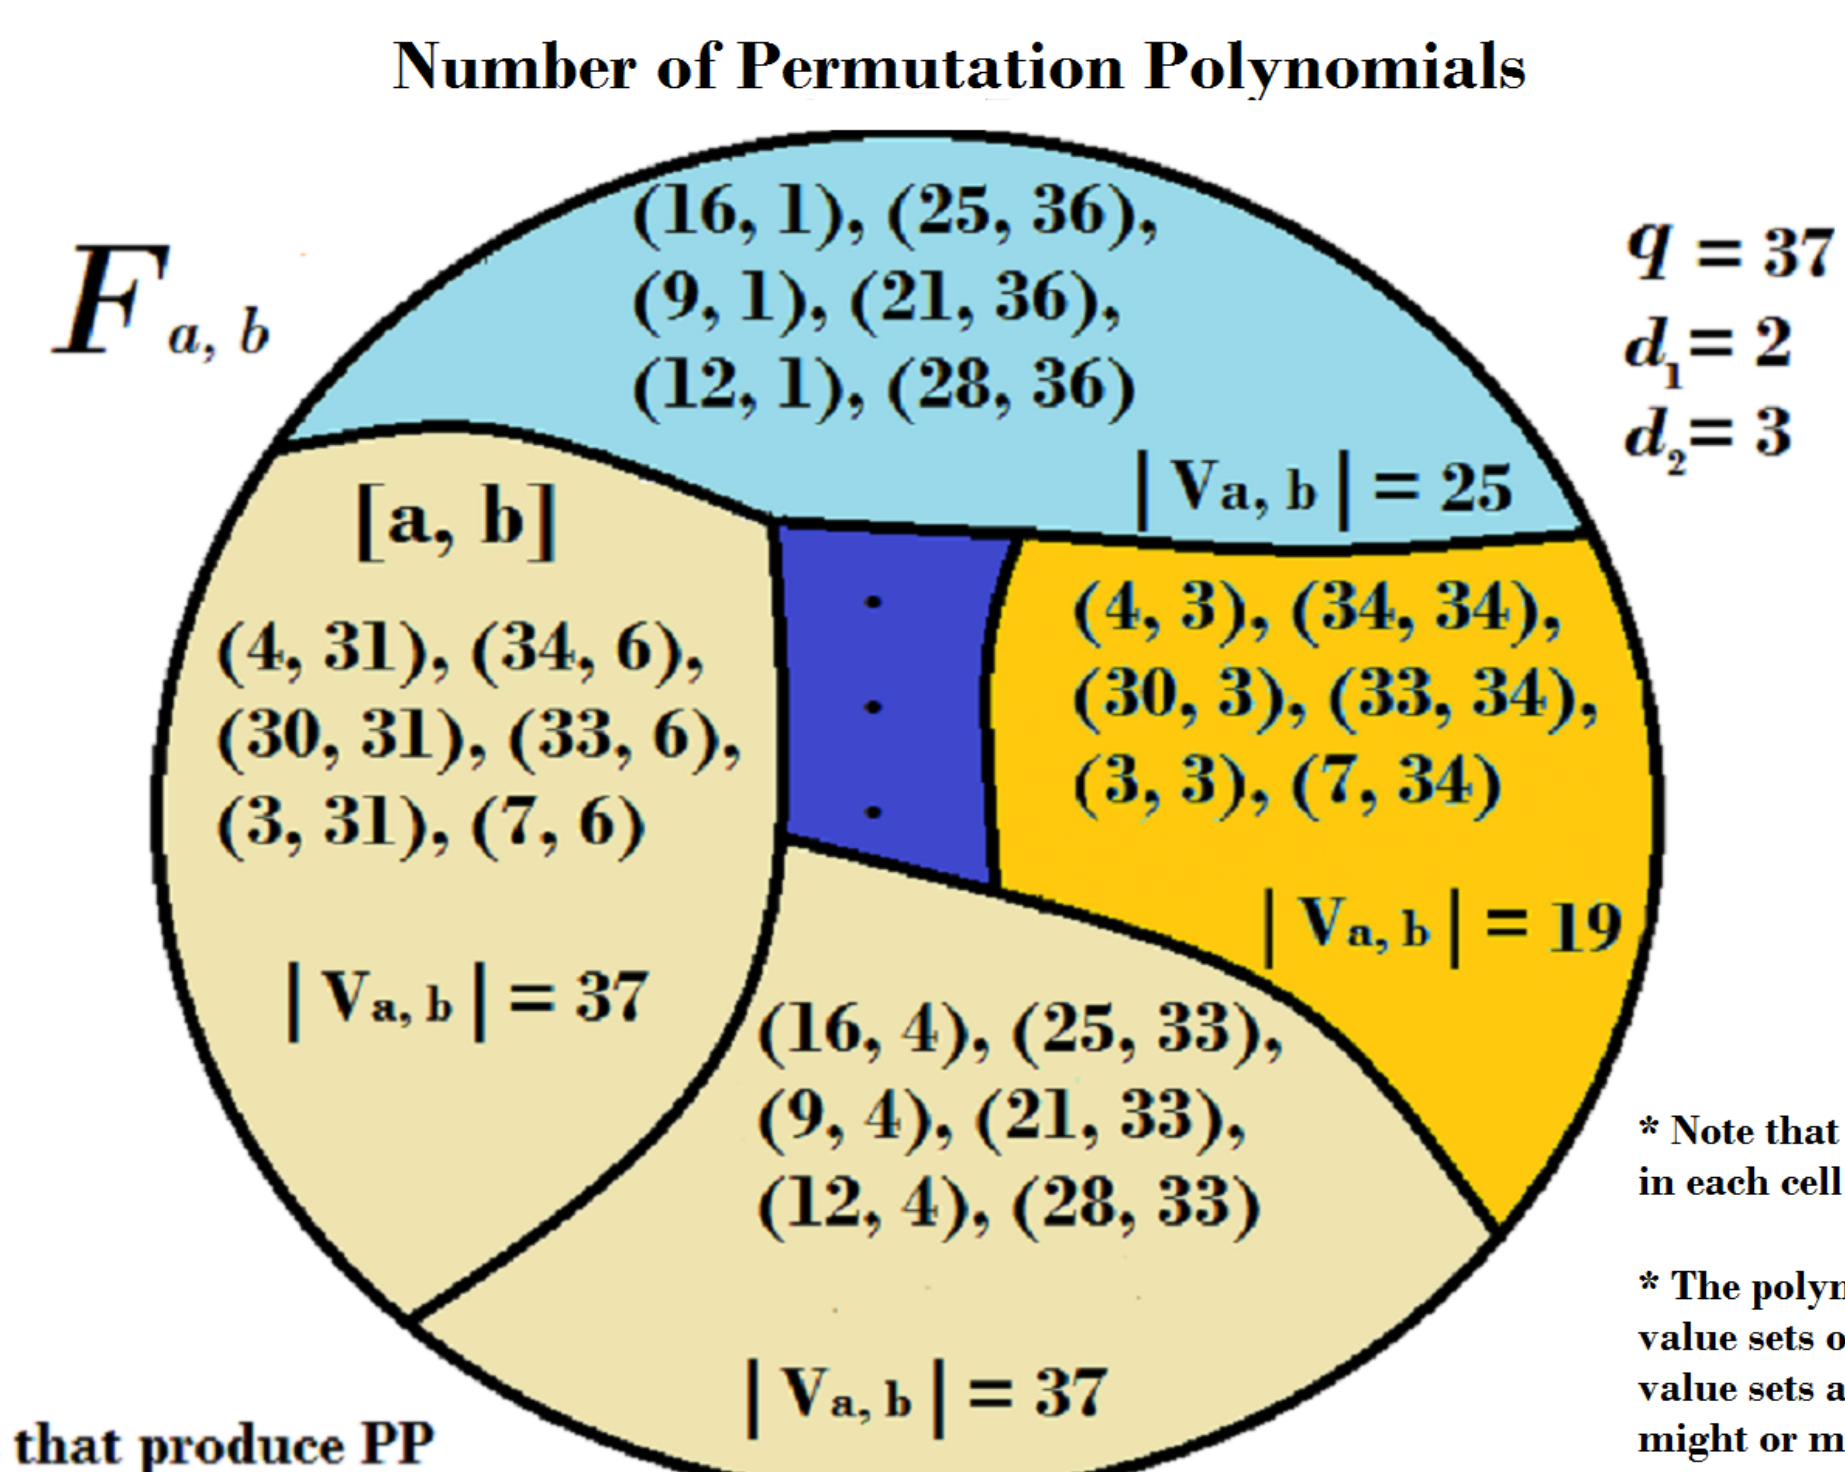 Number of Permutation Polynomials
F a, b
(16, 1), (25, 36),
(9, 1), (21, 36),
(12, 1), (28, 36)
| Va, b | = 25
q = 37
d1 = 2
d2 = 3
[a, b]
(4, 31), (34, 6),
(30, 31), (33, 6),
(3, 31), (7, 6)
| Va, b | = 37
(4, 3), (34, 34),
(30, 3), (33, 34),
(3, 3), (7, 34)
| Va, b | = 19
(16, 4), (25, 33),
(9, 4), (21, 33),
(12, 4), (28, 33)
| Va, b | = 37
* Note that
in each cell
* The polyn
value sets o
value sets a
might or m
that produce PP